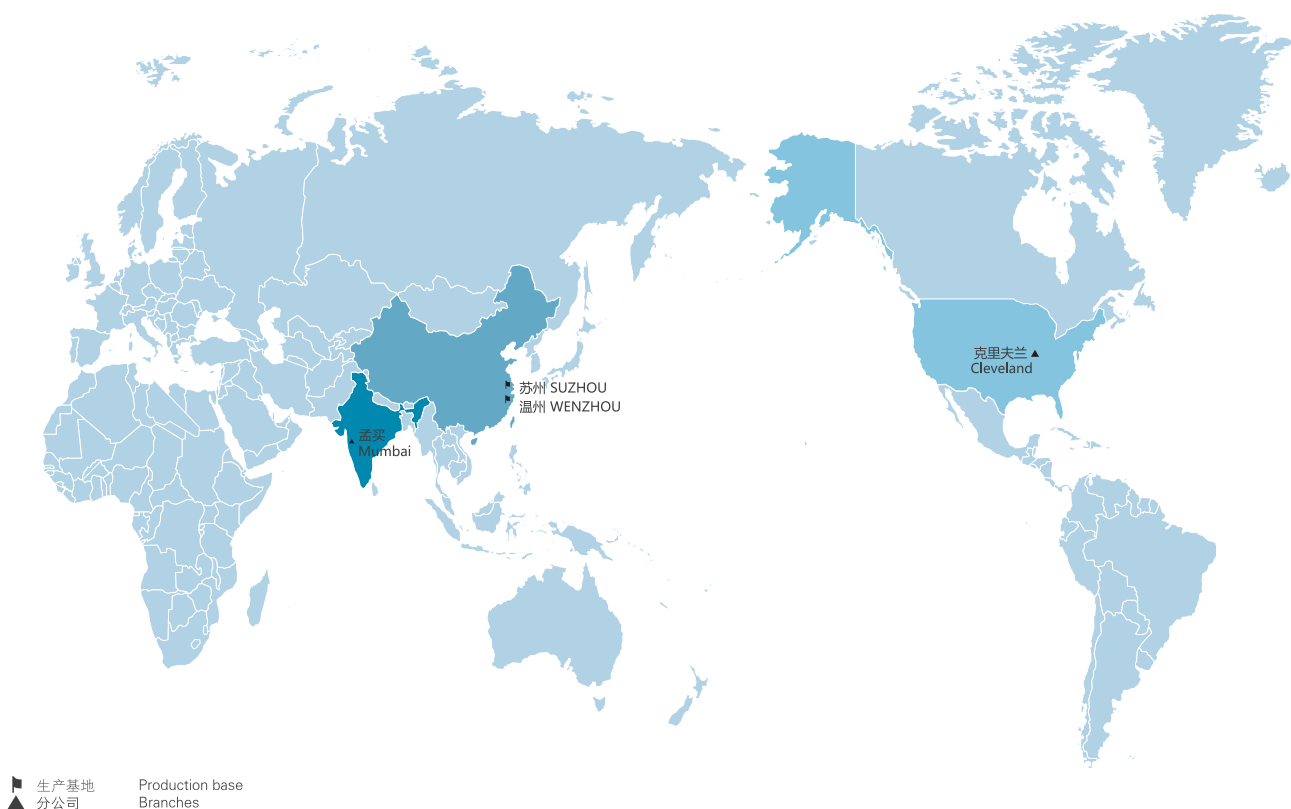 克里夫兰
Cleveland
苏州 SUZHOU
温州 WENZHOU
孟买
Mumbai
生产基地 Production base
分公司 Branches